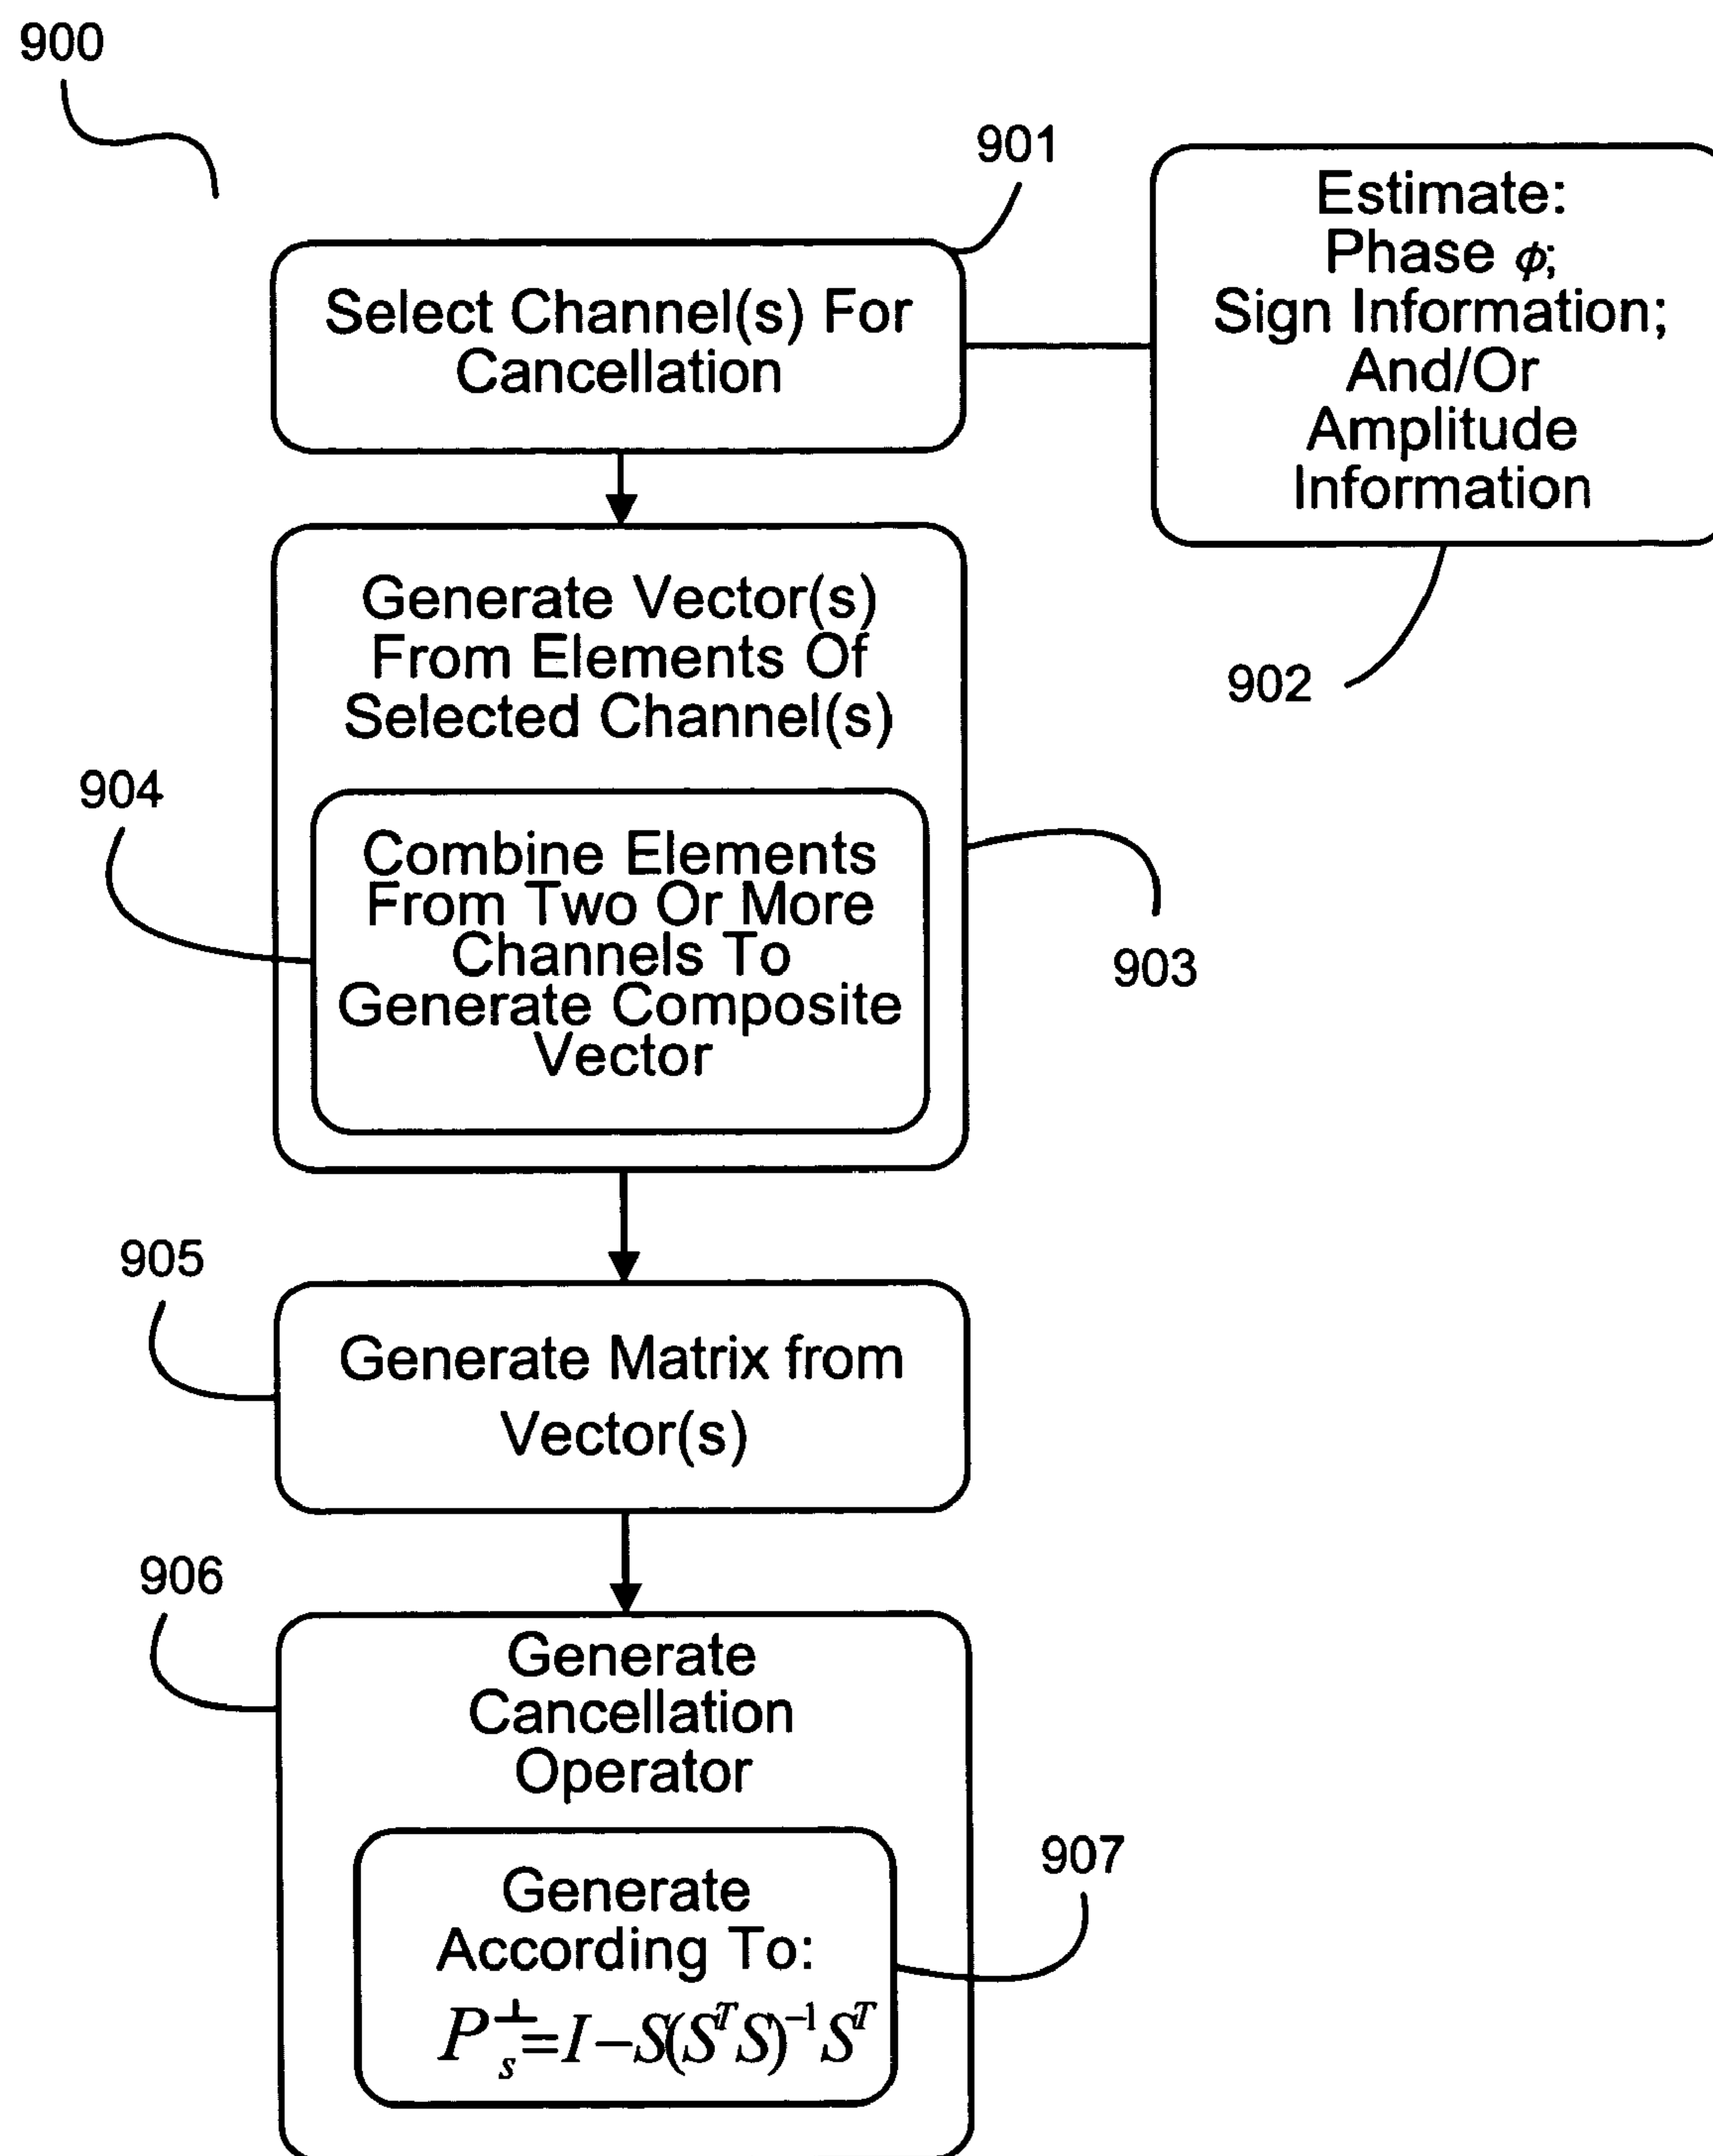 900
901
Select Channel(s) For
Cancellation
Estimate:
Phase ϕ;
Sign Information;
And/Or
Amplitude
Information
902
Generate Vector(s)
From Elements Of
Selected Channel(s)
904
Combine Elements
From Two Or More
Channels To
Generate Composite
Vector
903
905
Generate Matrix from
Vector(s)
906
Generate
Cancellation
Operator
907
Generate
According To:
P_s^⊥=I−S(S^T S)^−1 S^T